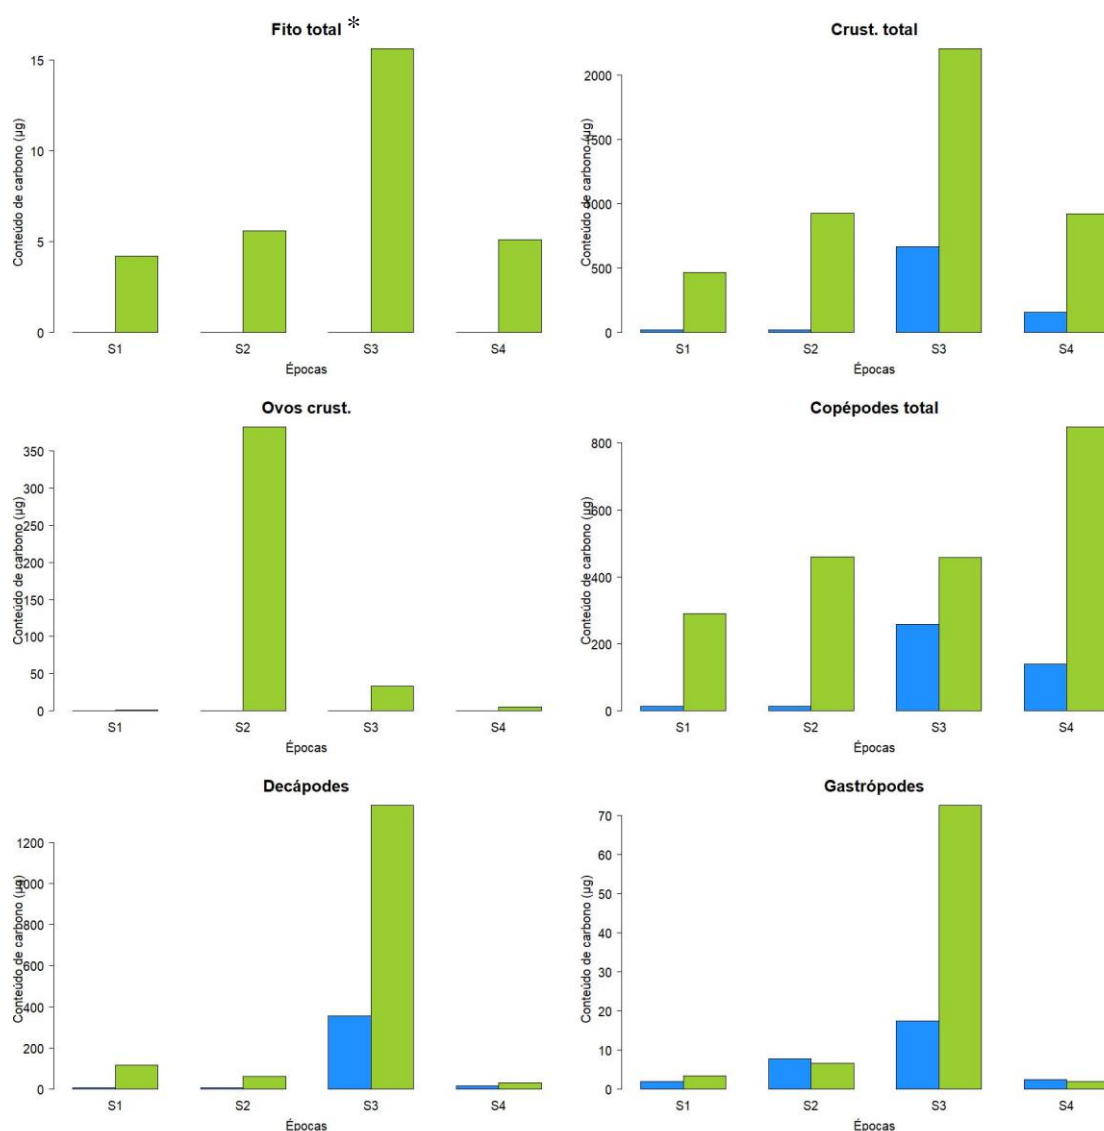 Fito total *
Conteúdo de carbono (µg)
15
10
5
0
S1 S2 S3 S4
Épocas
Crust. total
Conteúdo de carbono (µg)
2000
1500
1000
500
0
S1 S2 S3 S4
Épocas
Ovos crust.
Conteúdo de carbono (µg)
350
300
250
200
150
100
50
0
S1 S2 S3 S4
Épocas
Copépodes total
Conteúdo de carbono (µg)
800
600
400
200
0
S1 S2 S3 S4
Épocas
Decápodes
Conteúdo de carbono (µg)
1200
1000
800
600
400
200
0
S1 S2 S3 S4
Épocas
Gastrópodes
Conteúdo de carbono (µg)
70
60
50
40
30
20
10
0
S1 S2 S3 S4
Épocas